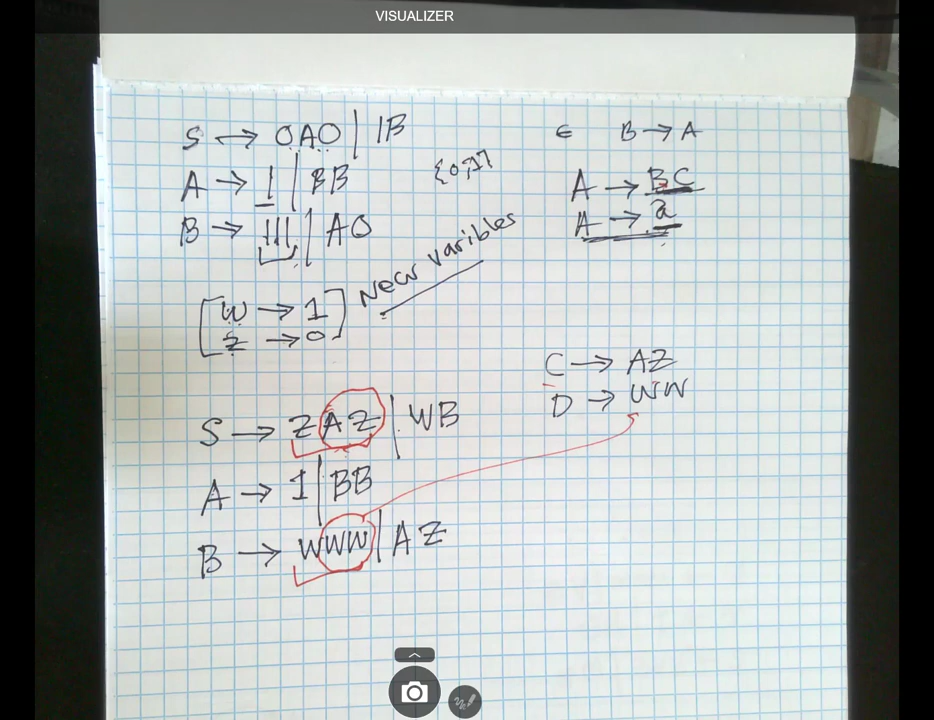 VISUALIZER
S → 0A0 | 1B
A → 1 | BB
B → 111 | A0
{0,1}
ϵ B → A
A → BC
A → a
[W → 1
Z → 0] New varibles
C → AZ
D → WW
S → ZAZ | WB
A → 1 | BB
B → WWW | AZ